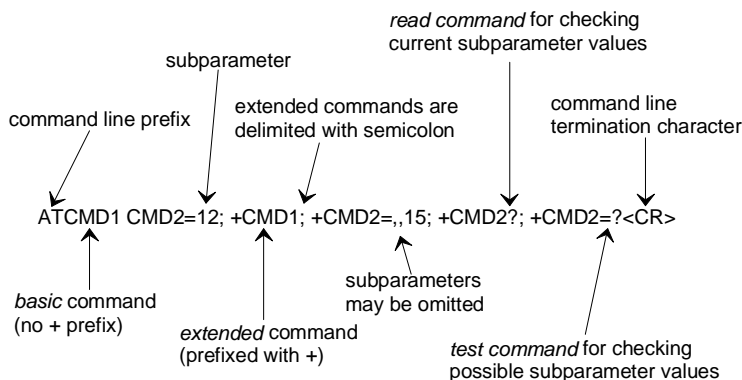 read command for checking
current subparameter values
subparameter
extended commands are
delimited with semicolon
command line
termination character
command line prefix
ATCMD1 CMD2=12; +CMD1; +CMD2=,,15; +CMD2?; +CMD2=?<CR>
basic command
(no + prefix)
extended command
(prefixed with +)
subparameters
may be omitted
test command for checking
possible subparameter values